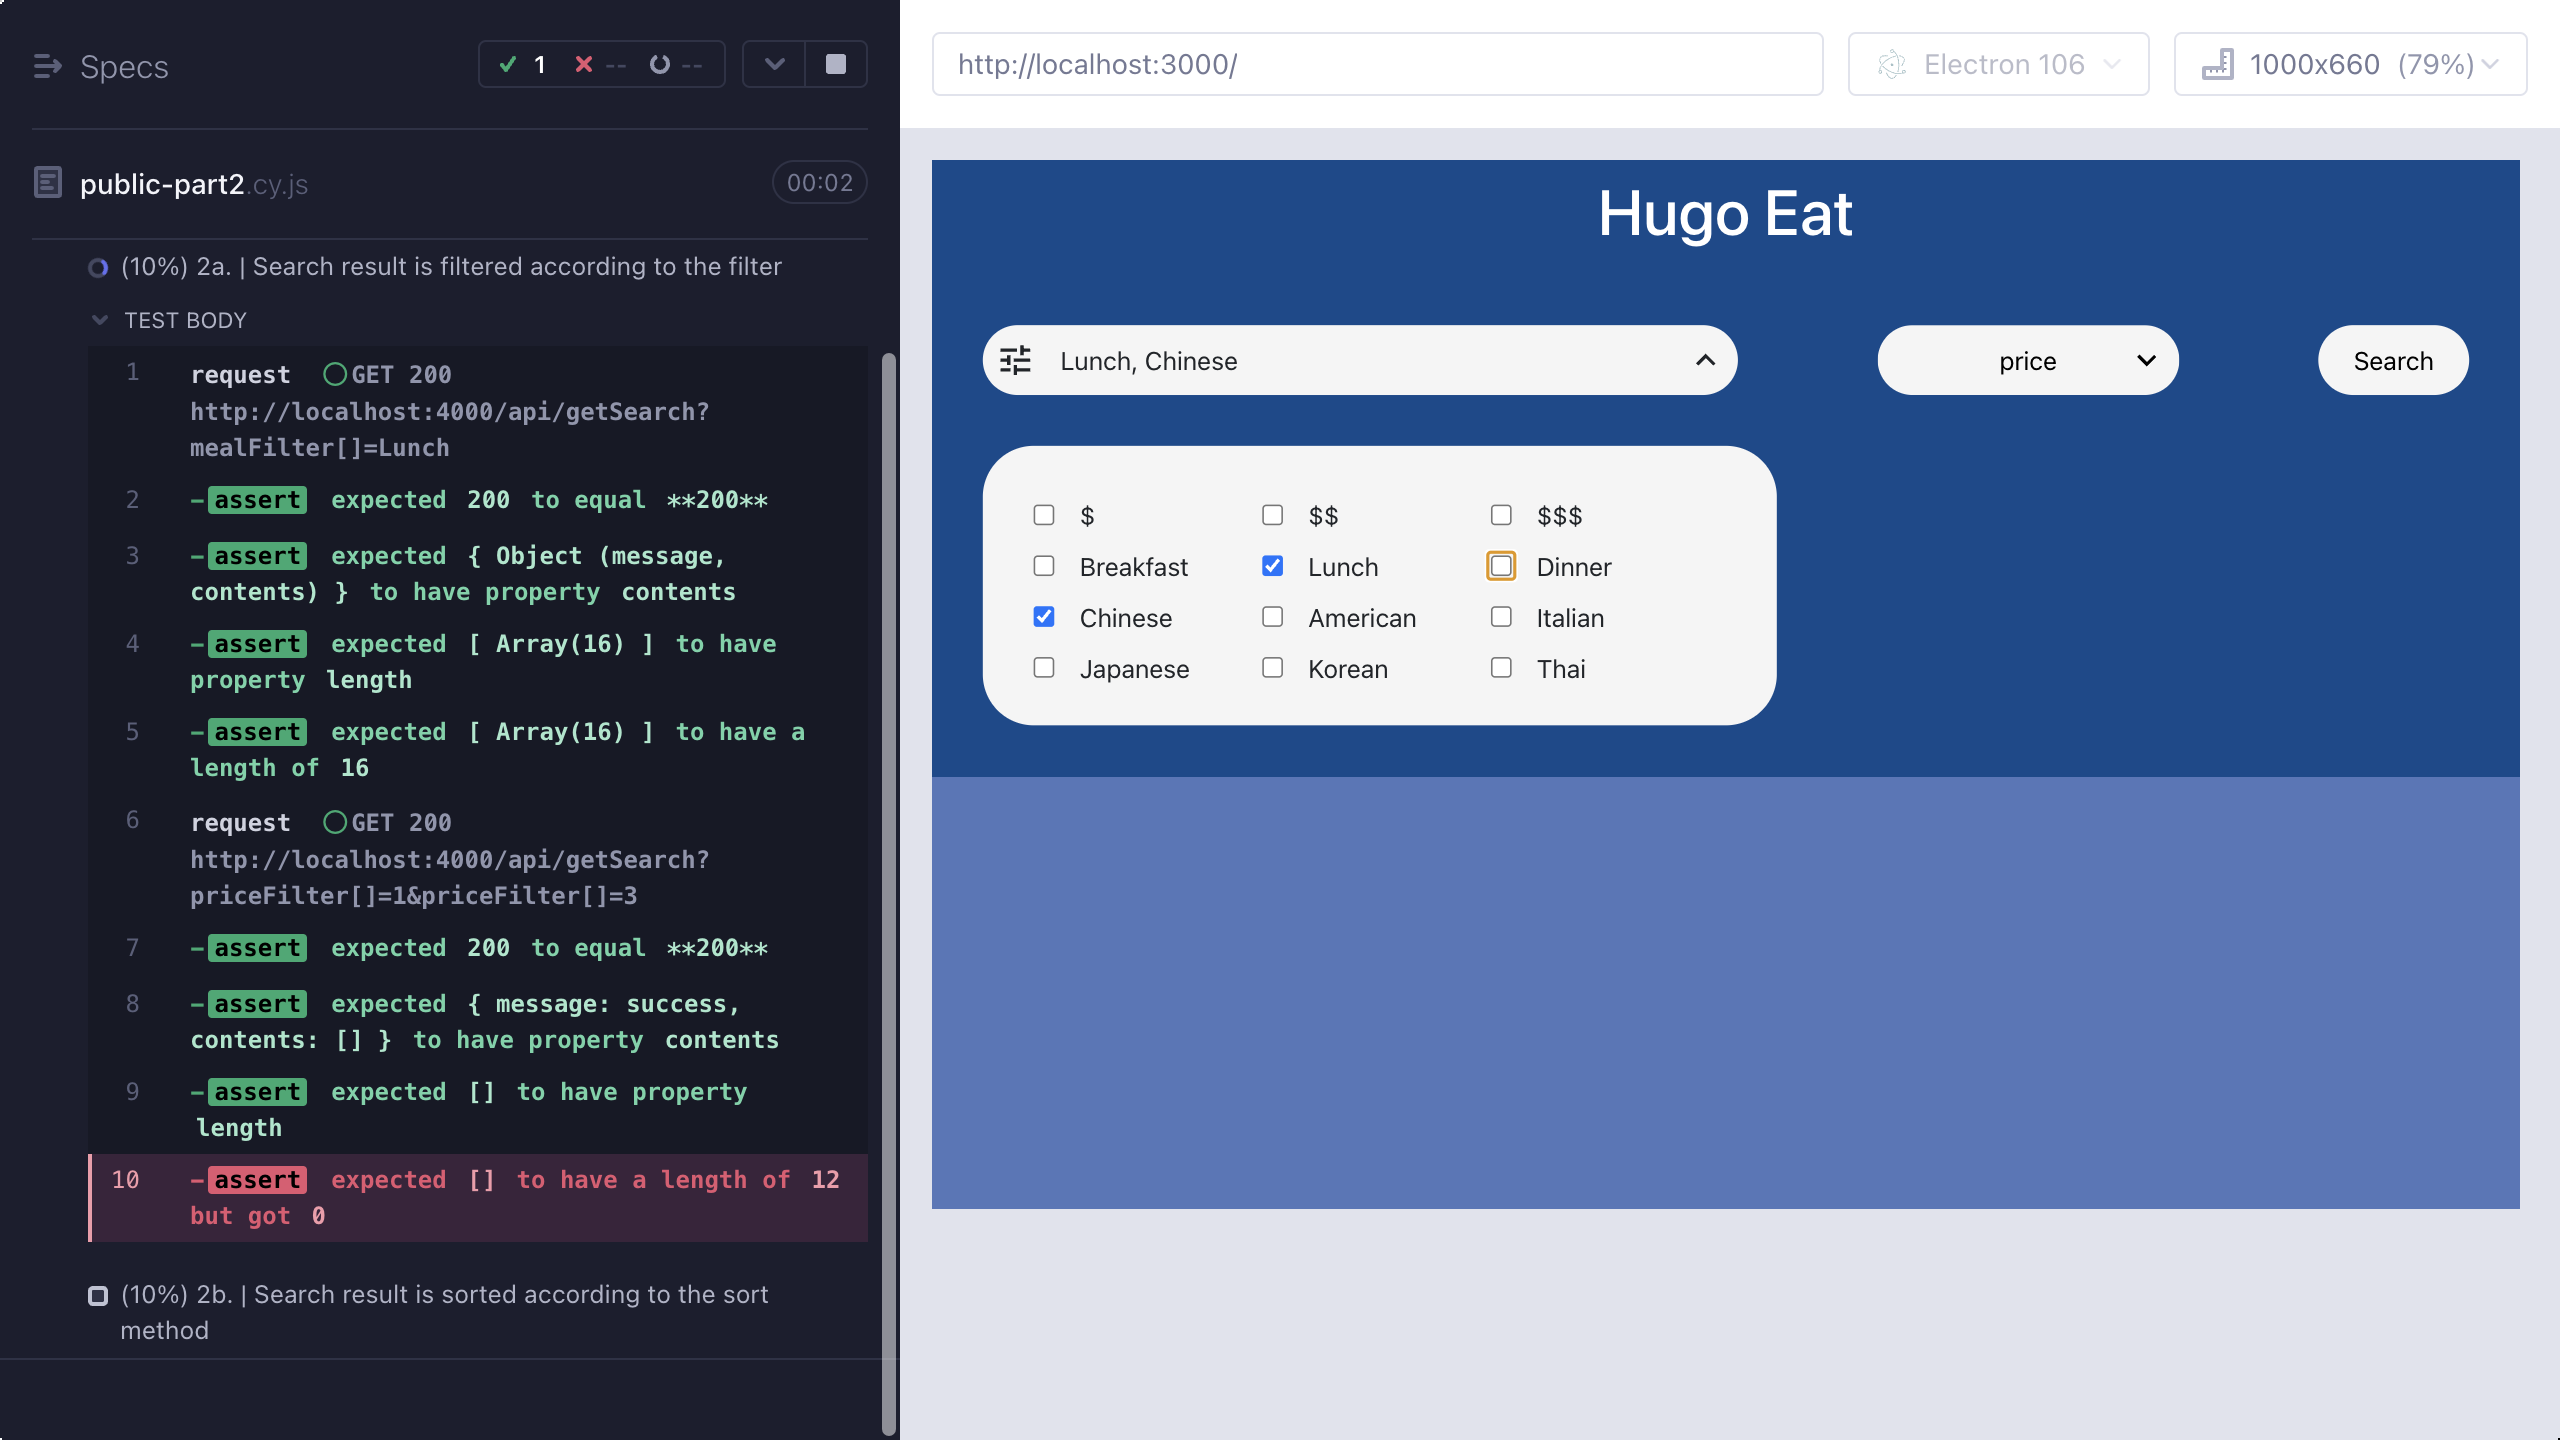 Specs
1
--
--
public-part2.cy.js
00:02
(10%) 2a. | Search result is filtered according to the filter
TEST BODY
1 request GET 200
http://localhost:4000/api/getSearch?
mealFilter[]=Lunch
2 -assert expected 200 to equal **200**
3 -assert expected { Object (message,
contents) } to have property contents
4 -assert expected [ Array(16) ] to have
property length
5 -assert expected [ Array(16) ] to have a
length of 16
6 request GET 200
http://localhost:4000/api/getSearch?
priceFilter[]=1&priceFilter[]=3
7 -assert expected 200 to equal **200**
8 -assert expected { message: success,
contents: [] } to have property contents
9 -assert expected [] to have property
length
10 -assert expected [] to have a length of 12
but got 0
(10%) 2b. | Search result is sorted according to the sort
method
http://localhost:3000/
Electron 106
1000x660 (79%)
Hugo Eat
Lunch, Chinese
price
Search
$ $$ $$$
Breakfast Lunch Dinner
Chinese American Italian
Japanese Korean Thai